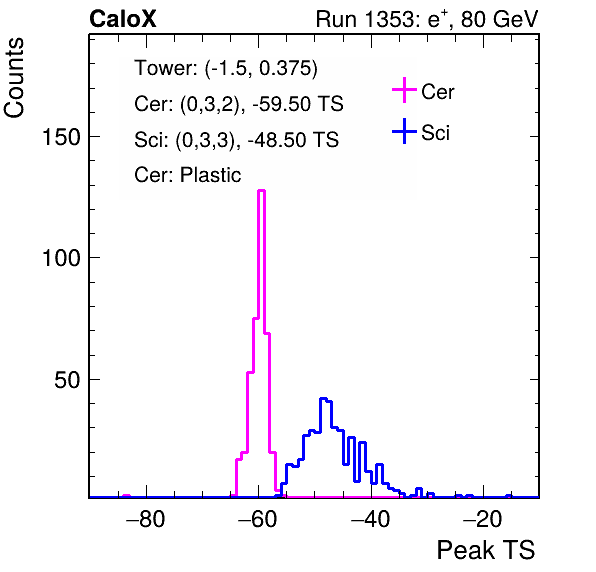 CaloX Run 1353: e⁺, 80 GeV
Counts
Tower: (-1.5, 0.375)
Cer: (0,3,2), -59.50 TS
Sci: (0,3,3), -48.50 TS
Cer: Plastic
Cer
Sci
150
100
50
−80 −60 −40 −20
Peak TS